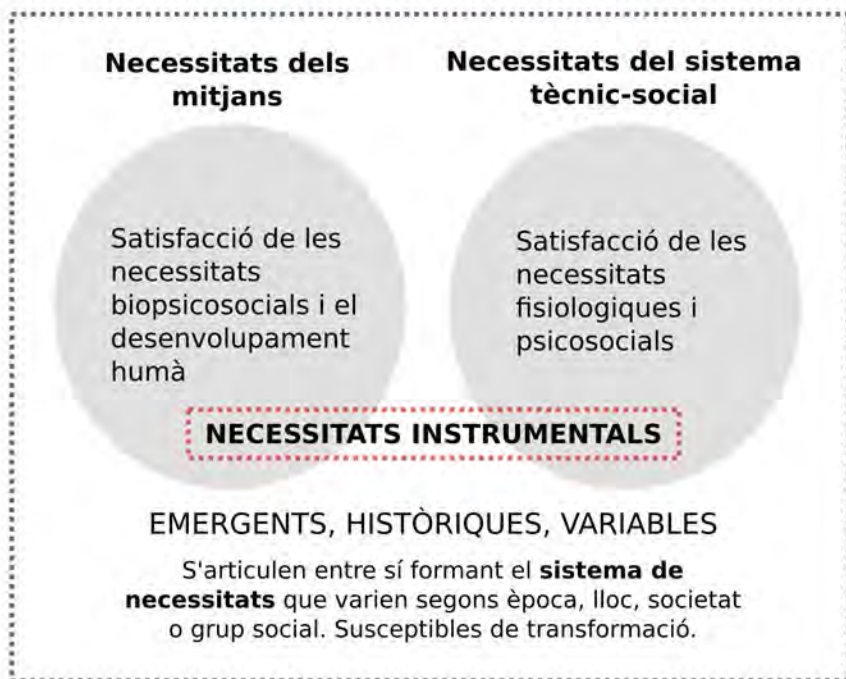 Necessitats dels
mitjans
Necessitats del sistema
tècnic-social
Satisfacció de les
necessitats
biopsicosocials i el
desenvolupament
humà
Satisfacció de les
necessitats
fisiologiques i
psicosocials
NECESSITATS INSTRUMENTALS
EMERGENTS, HISTÒRIQUES, VARIABLES
S'articulen entre sí formant el sistema de
necessitats que varien segons època, lloc, societat
o grup social. Susceptibles de transformació.